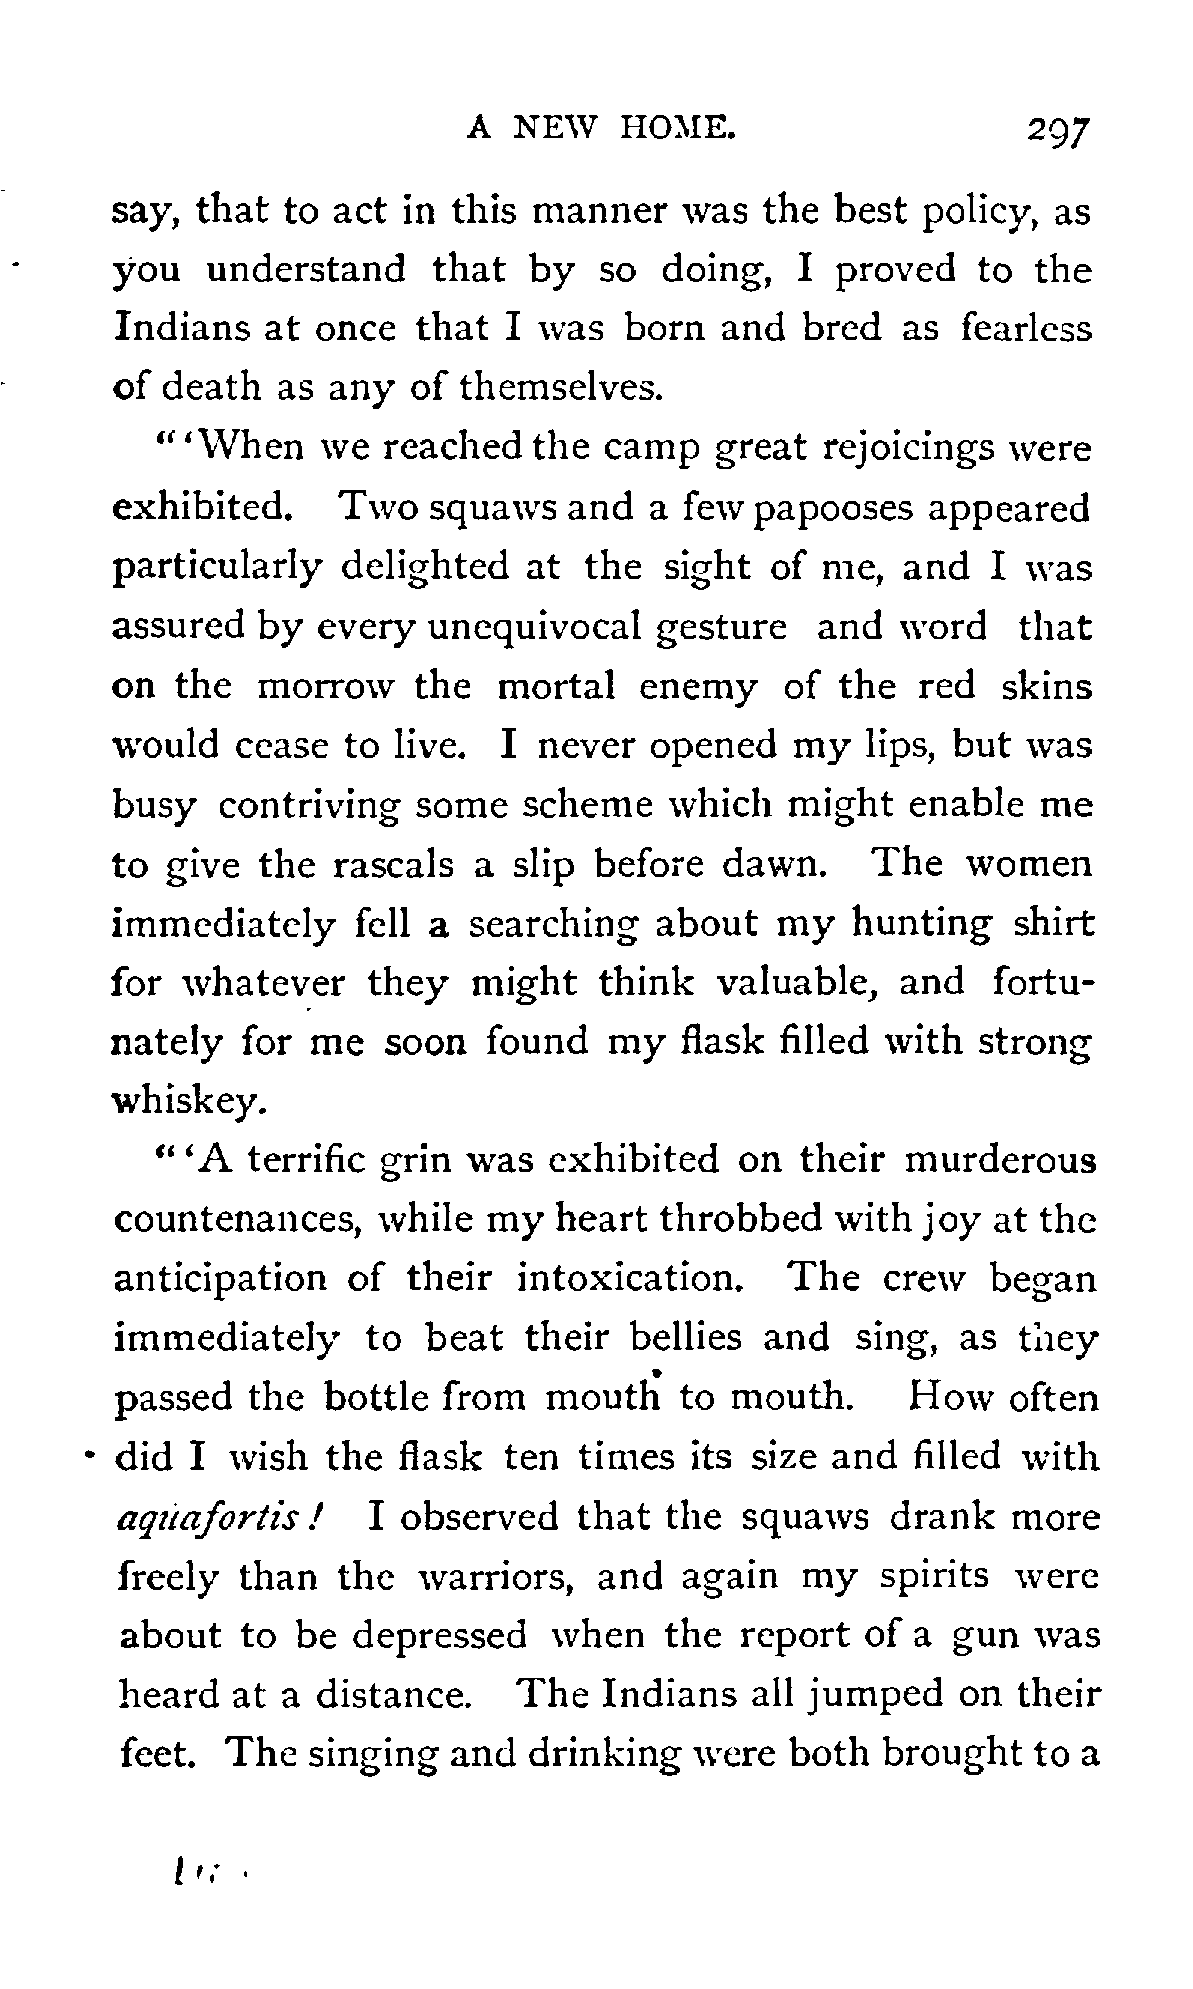 A NEW HOME. 297
say, that to act in this manner was the best policy, as
you understand that by so doing, I proved to the
Indians at once that I was born and bred as fearless
of death as any of themselves.
"'When we reached the camp great rejoicings were
exhibited. Two squaws and a few papooses appeared
particularly delighted at the sight of me, and I was
assured by every unequivocal gesture and word that
on the morrow the mortal enemy of the red skins
would cease to live. I never opened my lips, but was
busy contriving some scheme which might enable me
to give the rascals a slip before dawn. The women
immediately fell a searching about my hunting shirt
for whatever they might think valuable, and fortu-
nately for me soon found my flask filled with strong
whiskey.
"'A terrific grin was exhibited on their murderous
countenances, while my heart throbbed with joy at the
anticipation of their intoxication. The crew began
immediately to beat their bellies and sing, as they
passed the bottle from mouth to mouth. How often
did I wish the flask ten times its size and filled with
aquafortis! I observed that the squaws drank more
freely than the warriors, and again my spirits were
about to be depressed when the report of a gun was
heard at a distance. The Indians all jumped on their
feet. The singing and drinking were both brought to a